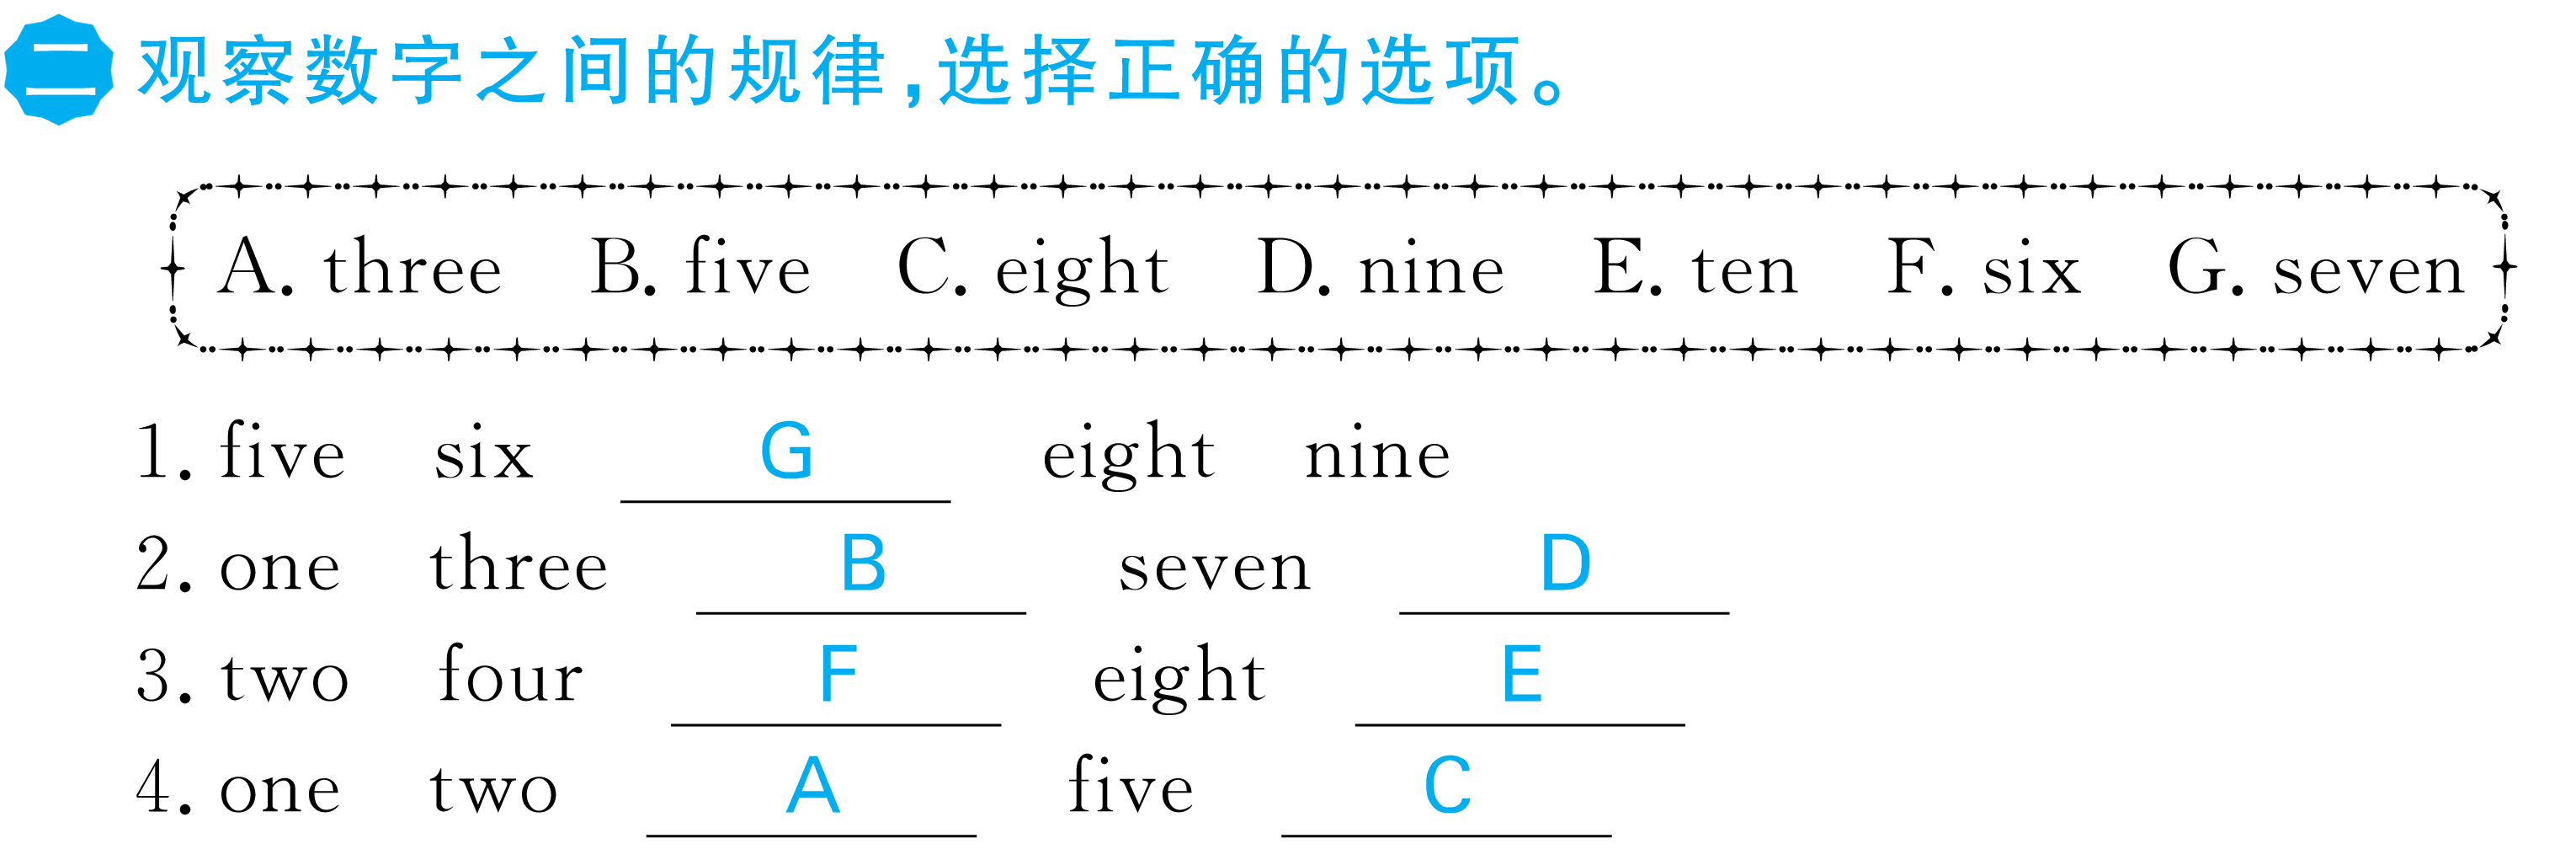 二 观察数字之间的规律,选择正确的选项。
A. three B. five C. eight D. nine E. ten F. six G. seven
1. five six G eight nine
2. one three B seven D
3. two four F eight E
4. one two A five C